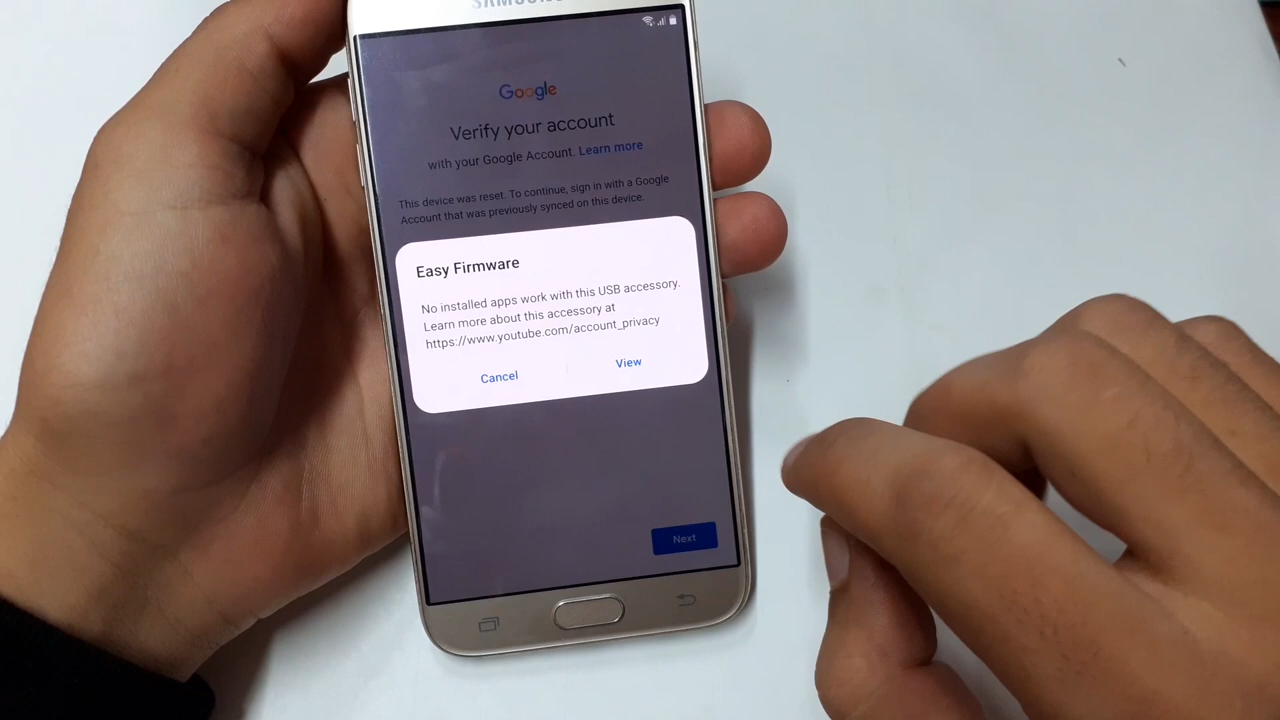 SAMSUNG
Google
Verify your account
with your Google Account. Learn more
This device was reset. To continue, sign in with a Google
Account that was previously synced on this device.
Easy Firmware
No installed apps work with this USB accessory.
Learn more about this accessory at
https://www.youtube.com/account_privacy
Cancel
View
Next